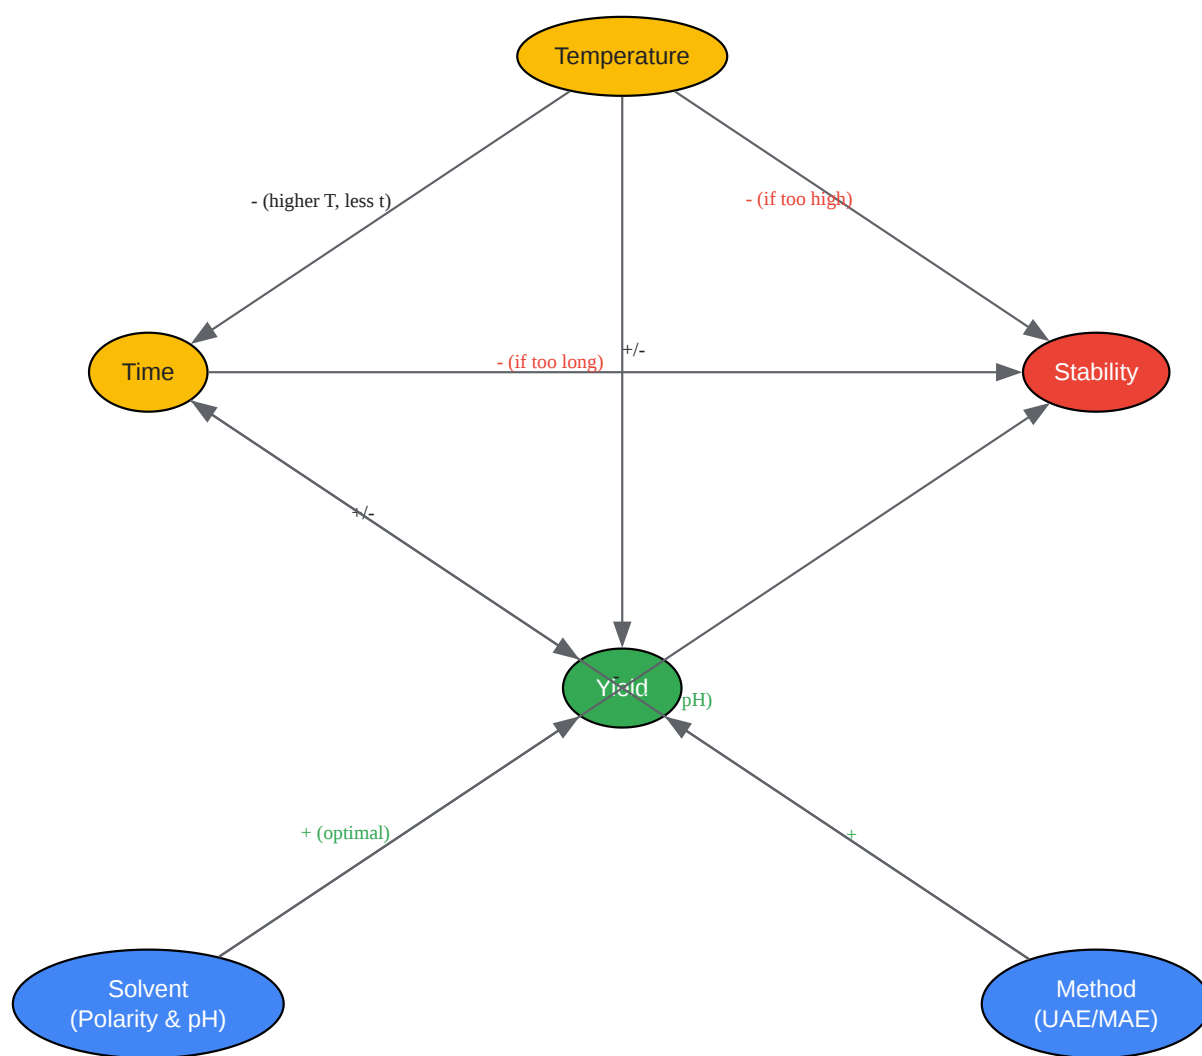 Temperature
- (higher T, less t)
- (if too high)
+/-
- (if too long)
Time
Stability
+/-
Yield
pH)
+ (optimal)
+
Solvent
(Polarity & pH)
Method
(UAE/MAE)